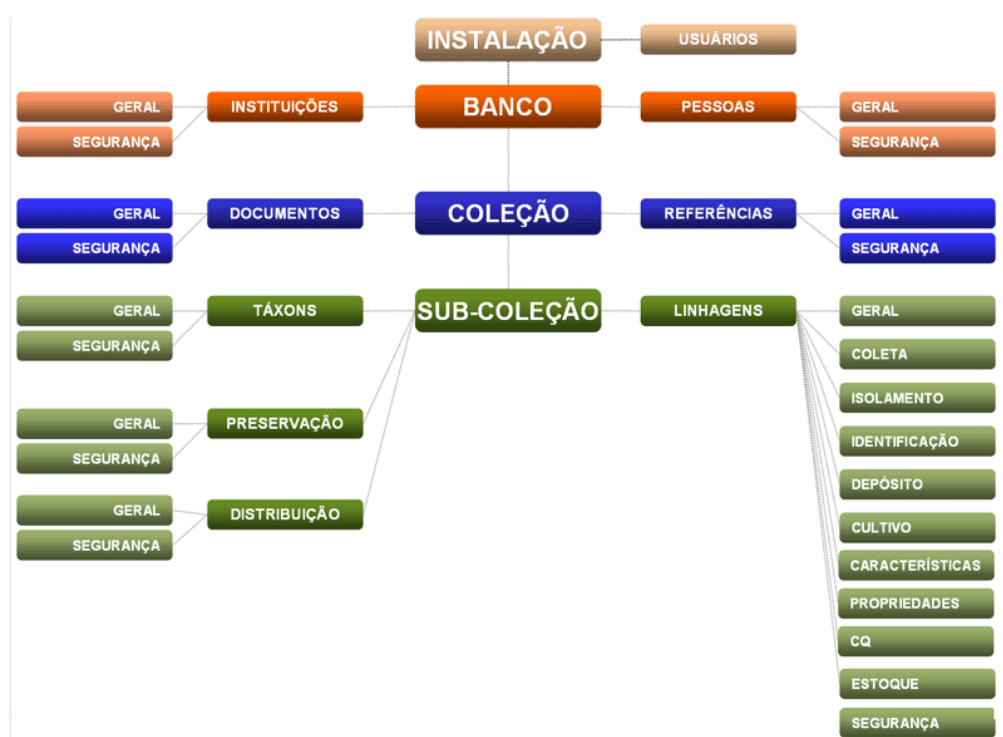 INSTALAÇÃO
USUÁRIOS
GERAL
INSTITUIÇÕES
BANCO
PESSOAS
GERAL
SEGURANÇA
SEGURANÇA
GERAL
DOCUMENTOS
COLEÇÃO
REFERÊNCIAS
GERAL
SEGURANÇA
SEGURANÇA
GERAL
TÁXONS
SUB-COLEÇÃO
LINHAGENS
GERAL
SEGURANÇA
COLETA
ISOLAMENTO
GERAL
PRESERVAÇÃO
IDENTIFICAÇÃO
SEGURANÇA
DEPÓSITO
GERAL
DISTRIBUIÇÃO
CULTIVO
SEGURANÇA
CARACTERÍSTICAS
PROPRIEDADES
CQ
ESTOQUE
SEGURANÇA